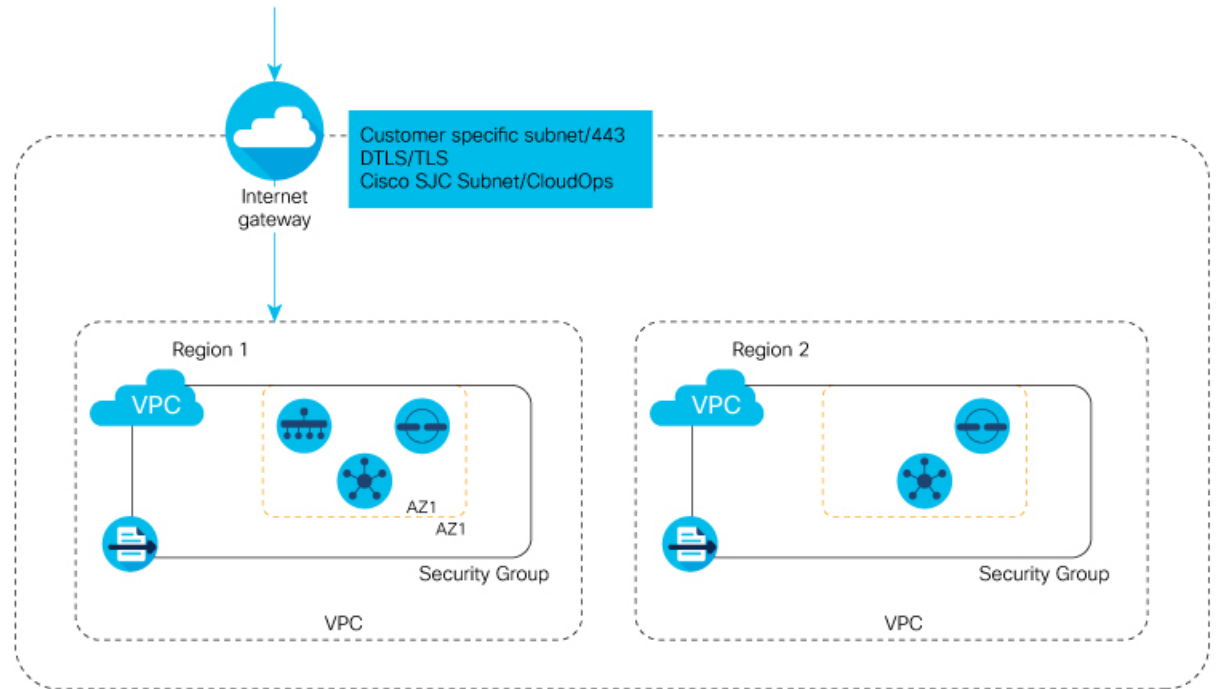 Customer specific subnet/443
DTLS/TLS
Cisco SJC Subnet/CloudOps
Internet
gateway
Region 1
VPC
AZ1
AZ1
Security Group
VPC
Region 2
VPC
Security Group
VPC